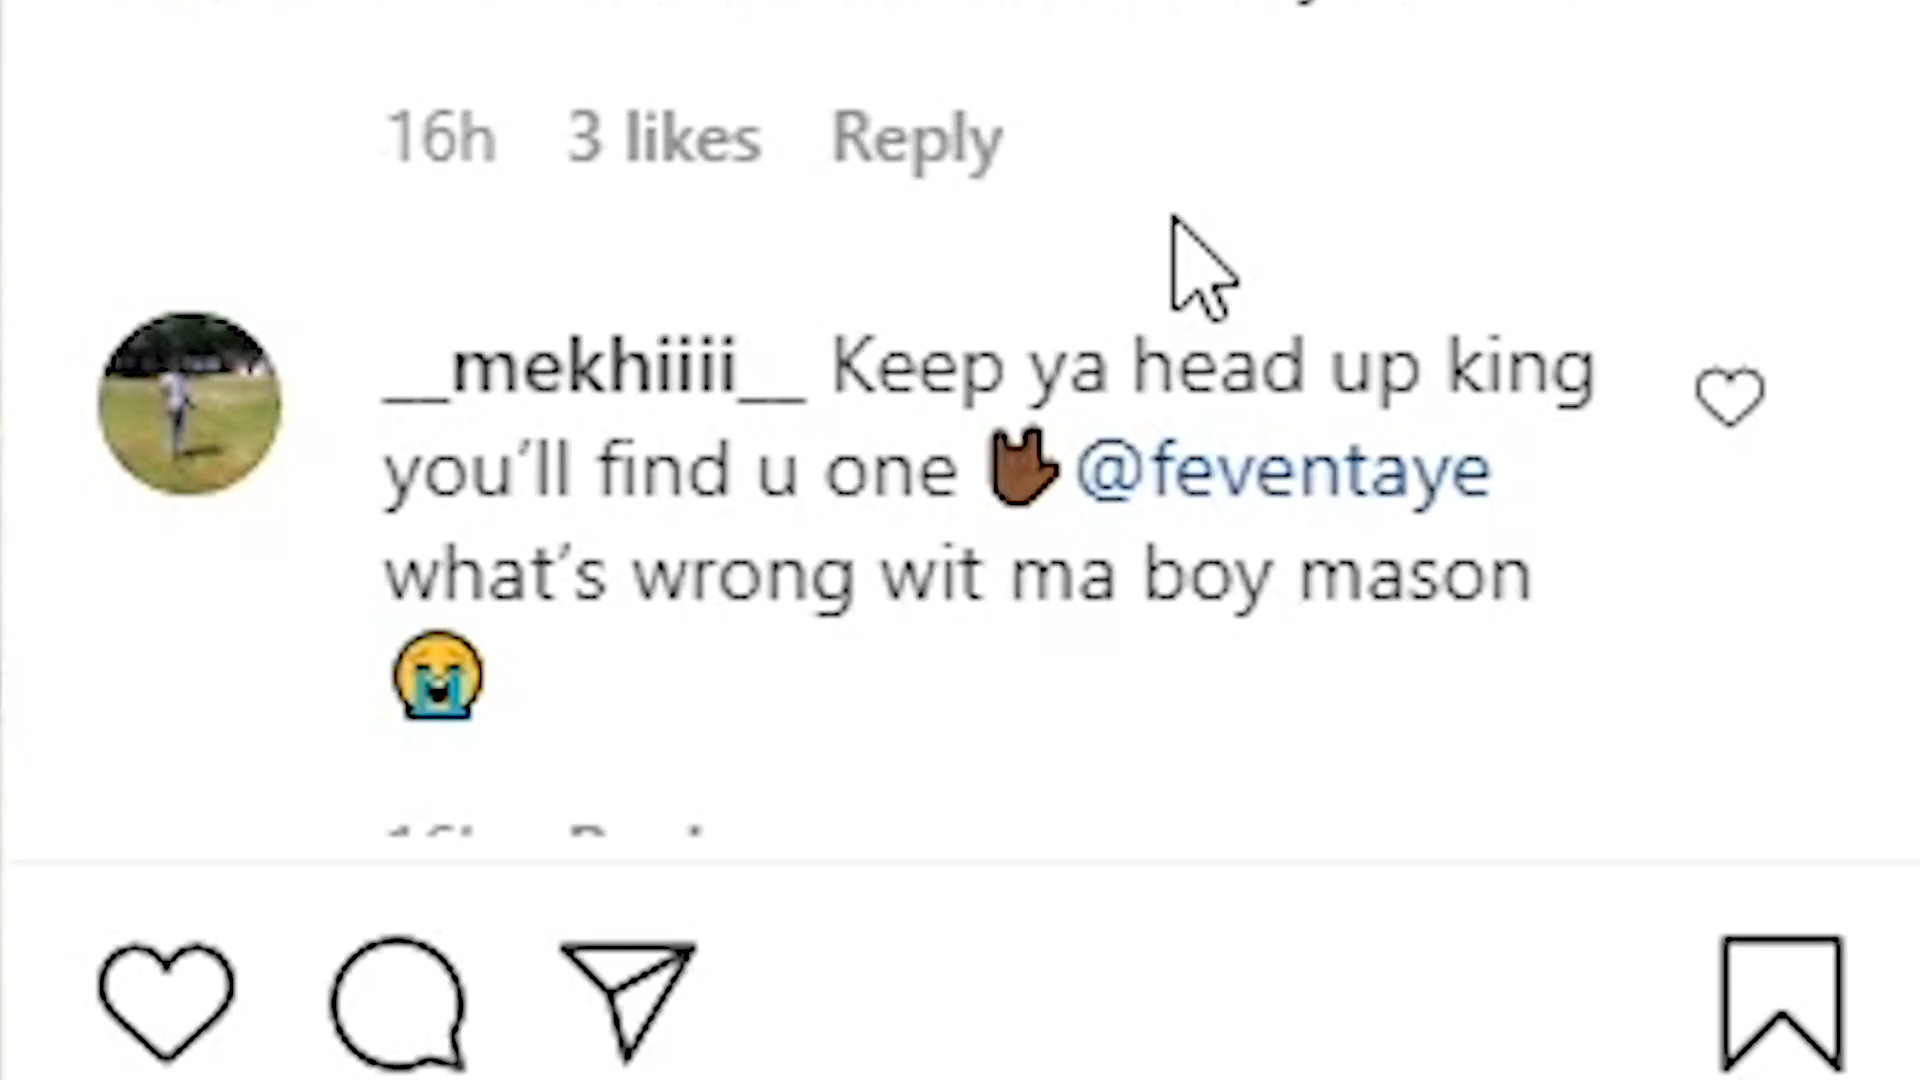 16h 3 likes Reply
__mekhiiii__ Keep ya head up king
you'll find u one @feventaye
what's wrong wit ma boy mason